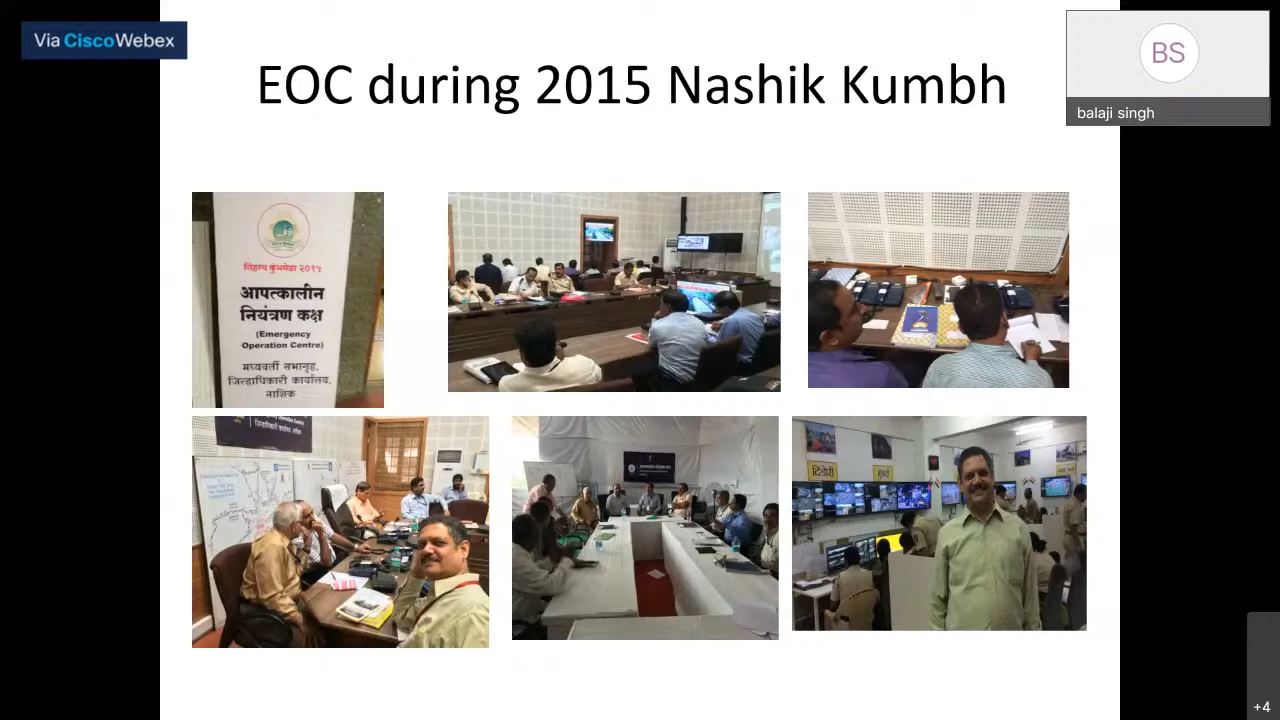 Via CiscoWebex
EOC during 2015 Nashik Kumbh
BS
balaji singh
सिंहस्थ कुंभमेळा २०१५
आपत्कालीन
नियंत्रण कक्ष
(Emergency
Operation Centre)
मध्यवर्ती सभागृह,
जिल्हाधिकारी कार्यालय,
नाशिक
दिंडोरी
+4